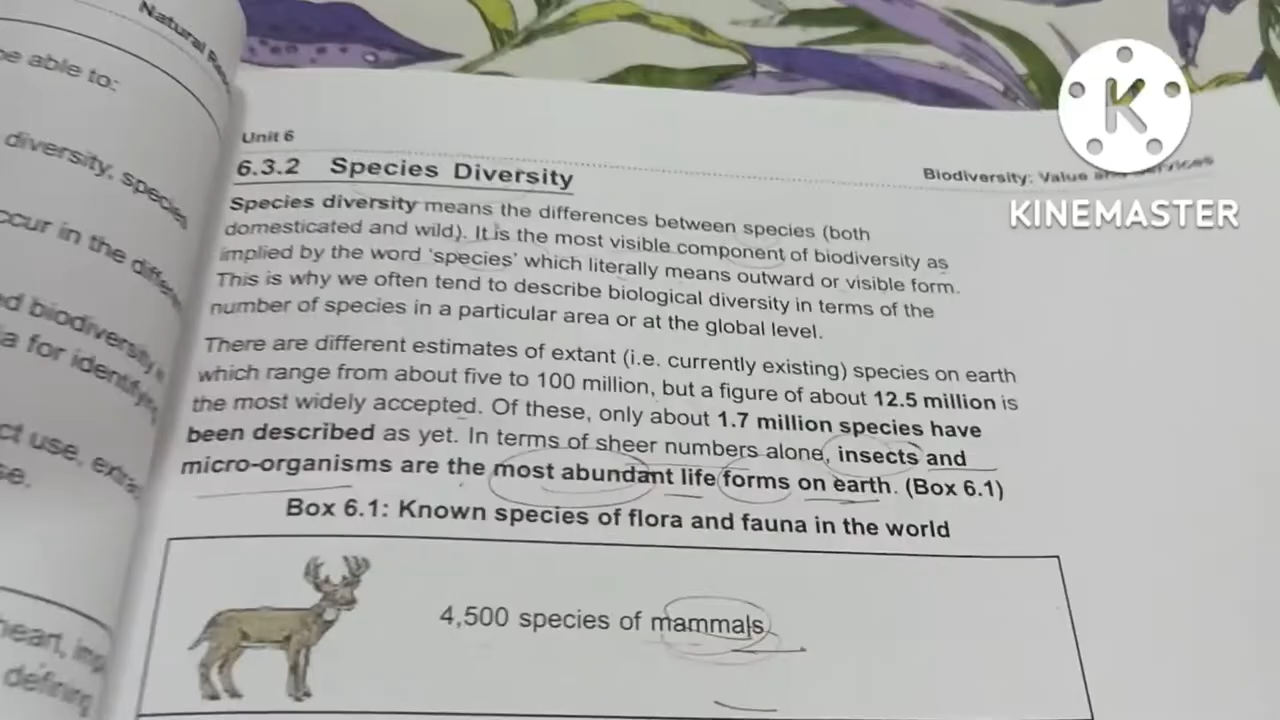 Natural
be able to:
diversity, species
occur in the
biodiversity
for identifying
use,
heart,
defining
Unit 6
Biodiversity: Value and Services
6.3.2 Species Diversity
Species diversity means the differences between species (both
domesticated and wild). It is the most visible component of biodiversity as
implied by the word ‘species’ which literally means outward or visible form.
This is why we often tend to describe biological diversity in terms of the
number of species in a particular area or at the global level.
There are different estimates of extant (i.e. currently existing) species on earth
which range from about five to 100 million, but a figure of about 12.5 million is
the most widely accepted. Of these, only about 1.7 million species have
been described as yet. In terms of sheer numbers alone, insects and
micro-organisms are the most abundant life forms on earth. (Box 6.1)
Box 6.1: Known species of flora and fauna in the world
4,500 species of mammals
K
KINEMASTER